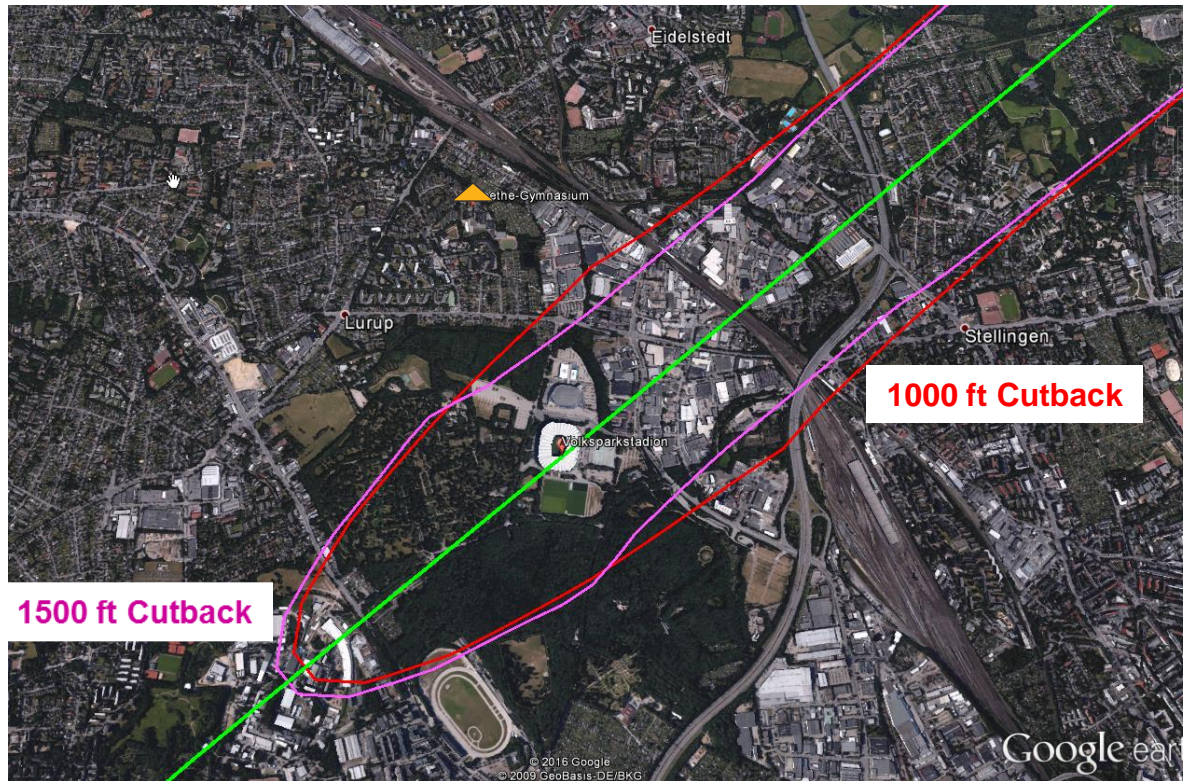 Eidelstedt
ethe-Gymnasium
Lurup
Stellingen
1000 ft Cutback
Volksparkstadion
1500 ft Cutback
© 2016 Google
© 2009 GeoBasis-DE/BKG
Google eart